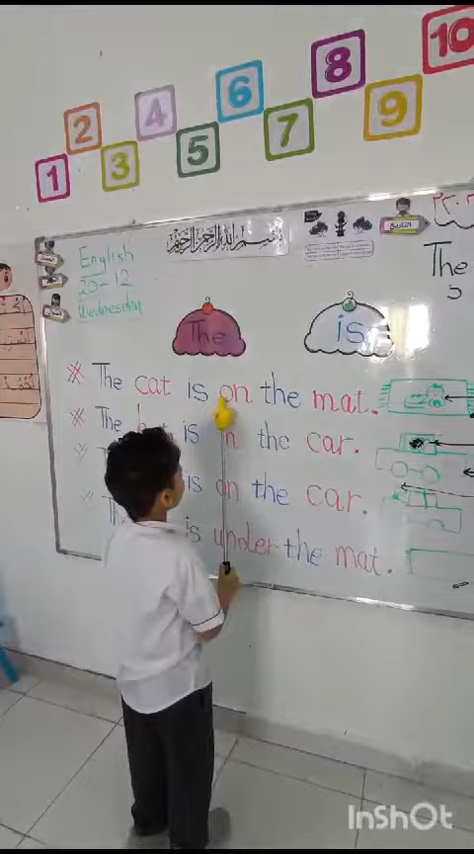 1 2 3 4 5 6 7 8 9 10
بسم الله الرحمن الرحيم
التاريخ
English
20-12
Wednesday
The
The is
* The cat is on the mat.
* The is in the car.
is on the car.
is under the mat.
InShOt